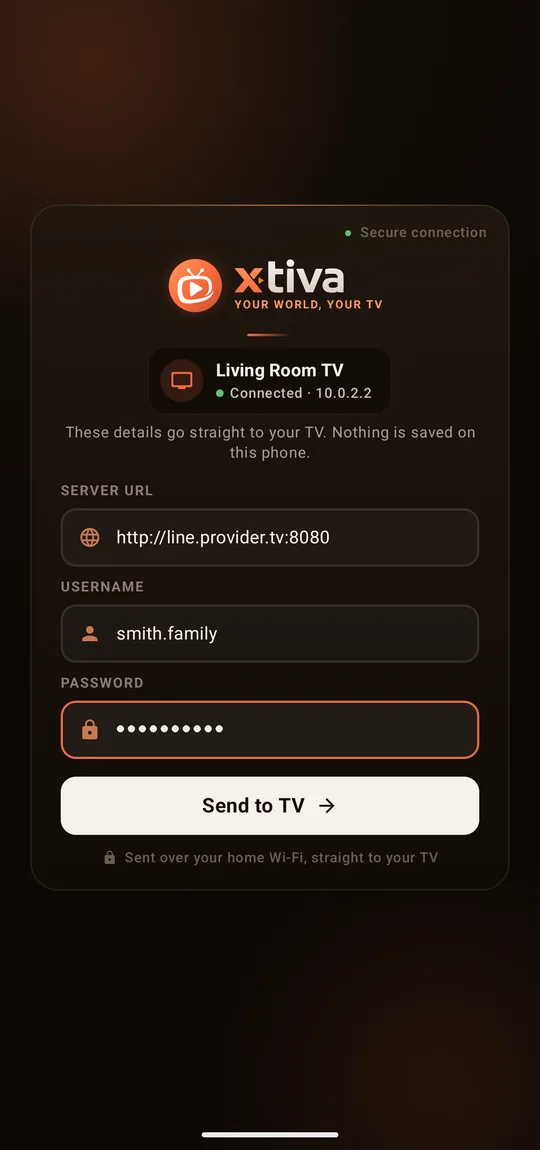 Secure connection
xtiva
YOUR WORLD, YOUR TV
Living Room TV
Connected · 10.0.2.2
These details go straight to your TV. Nothing is saved on
this phone.
SERVER URL
http://line.provider.tv:8080
USERNAME
smith.family
PASSWORD
••••••••••
Send to TV →
Sent over your home Wi-Fi, straight to your TV